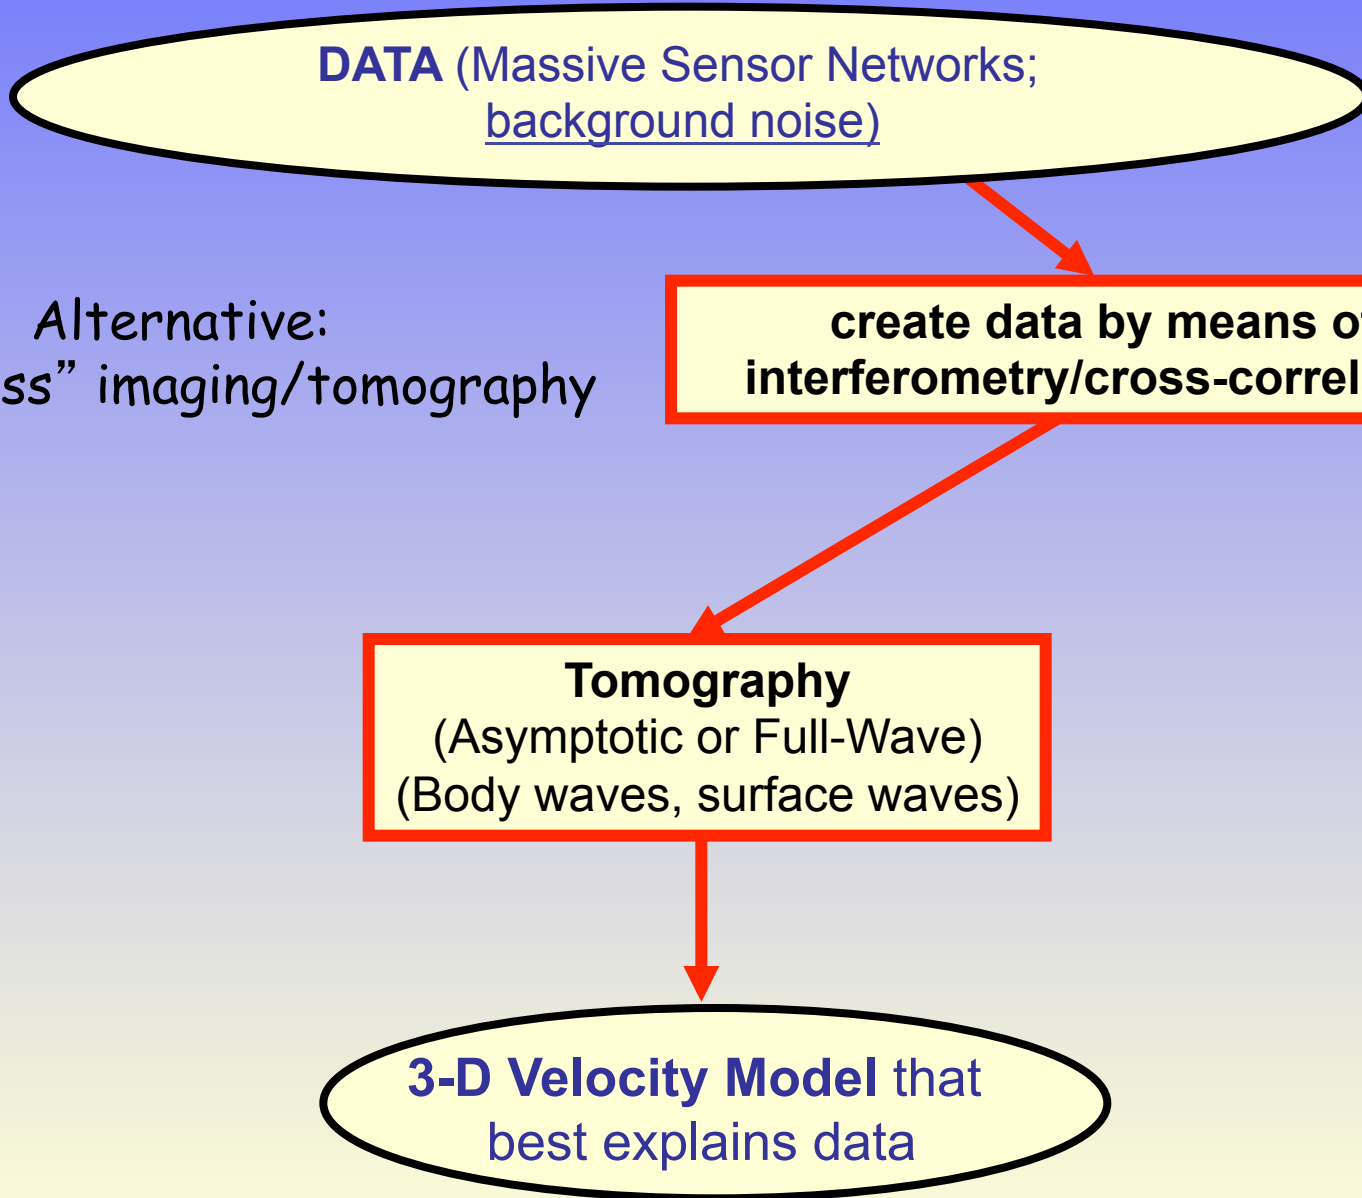 DATA (Massive Sensor Networks;
background noise)
Alternative:
ss” imaging/tomography
create data by means of
interferometry/cross-correl
Tomography
(Asymptotic or Full-Wave)
(Body waves, surface waves)
3-D Velocity Model that
best explains data